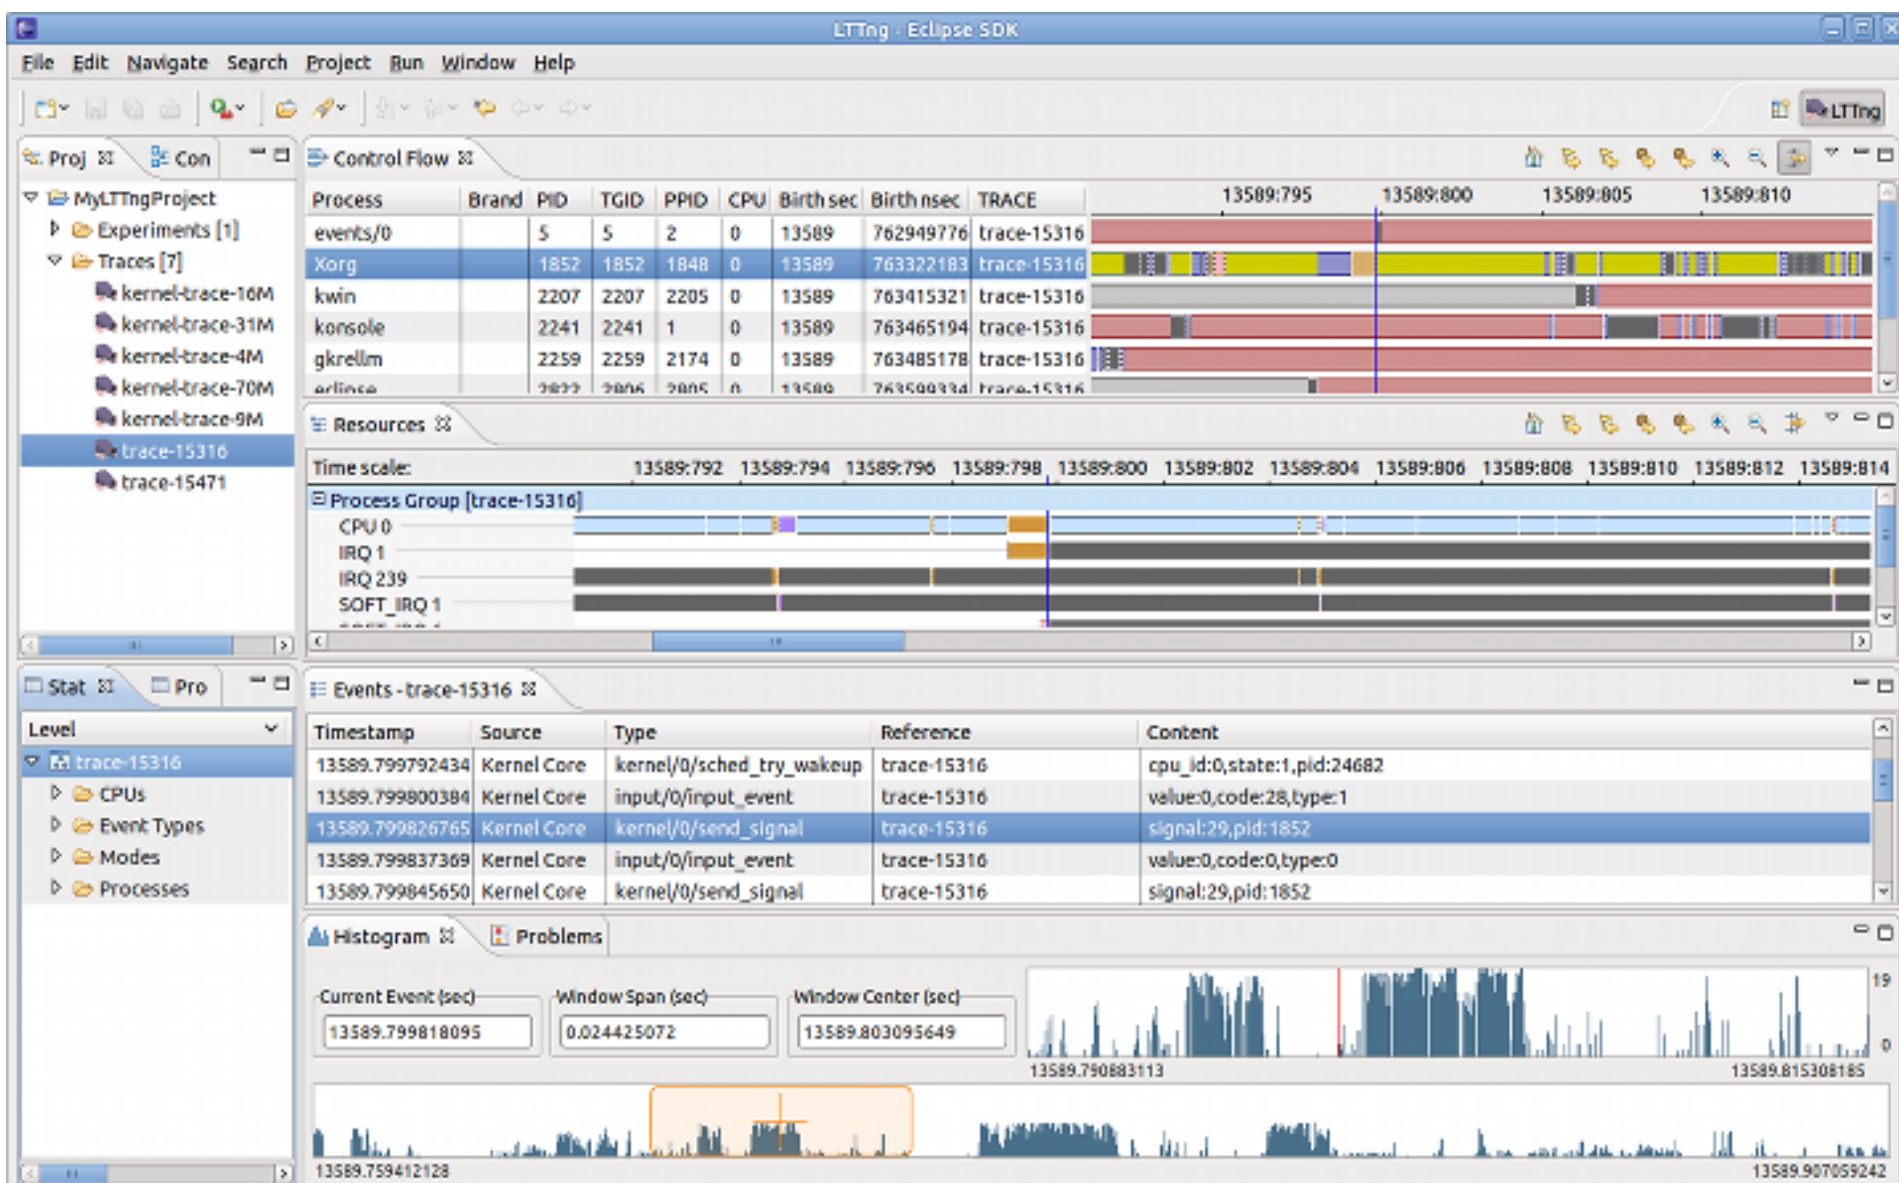 LTTng - Eclipse SDK
File Edit Navigate Search Project Run Window Help
LTTng
Proj Con
MyLTTngProject
Experiments [1]
Traces [7]
kernel-trace-16M
kernel-trace-31M
kernel-trace-4M
kernel-trace-70M
kernel-trace-9M
trace-15316
trace-15471
Control Flow
Process Brand PID TGID PPID CPU Birth sec Birth nsec TRACE 13589:795 13589:800 13589:805 13589:810
events/0 5 5 2 0 13589 762949776 trace-15316
Xorg 1852 1852 1848 0 13589 763322183 trace-15316
kwin 2207 2207 2205 0 13589 763415321 trace-15316
konsole 2241 2241 1 0 13589 763465194 trace-15316
gkrellm 2259 2259 2174 0 13589 763485178 trace-15316
eclipse 2822 2806 2805 0 13589 763599334 trace-15316
Resources
Time scale: 13589:792 13589:794 13589:796 13589:798 13589:800 13589:802 13589:804 13589:806 13589:808 13589:810 13589:812 13589:814
Process Group [trace-15316]
CPU 0
IRQ 1
IRQ 239
SOFT_IRQ 1
Stat Pro
Level
trace-15316
CPUs
Event Types
Modes
Processes
Events - trace-15316
Timestamp Source Type Reference Content
13589.799792434 Kernel Core kernel/0/sched_try_wakeup trace-15316 cpu_id:0,state:1,pid:24682
13589.799800384 Kernel Core input/0/input_event trace-15316 value:0,code:28,type:1
13589.799826765 Kernel Core kernel/0/send_signal trace-15316 signal:29,pid:1852
13589.799837369 Kernel Core input/0/input_event trace-15316 value:0,code:0,type:0
13589.799845650 Kernel Core kernel/0/send_signal trace-15316 signal:29,pid:1852
Histogram Problems
Current Event (sec) Window Span (sec) Window Center (sec)
13589.799818095 0.024425072 13589.803095649
19
0
13589.790883113 13589.815308185
13589.759412128 13589.907059242